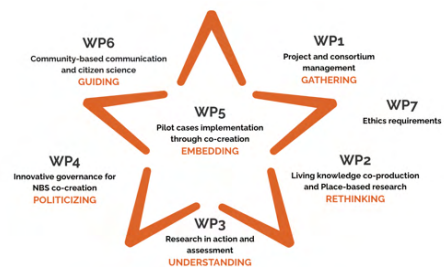 WP6
Community-based communication
and citizen science
GUIDING
WP1
Project and consortium
management
GATHERING
WP5
Pilot cases implementation
through co-creation
EMBEDDING
WP7
Ethics requirements
WP4
Innovative governance for
NBS co-creation
POLITICIZING
WP2
Living knowledge co-production
and Place-based research
RETHINKING
WP3
Research in action and
assessment
UNDERSTANDING